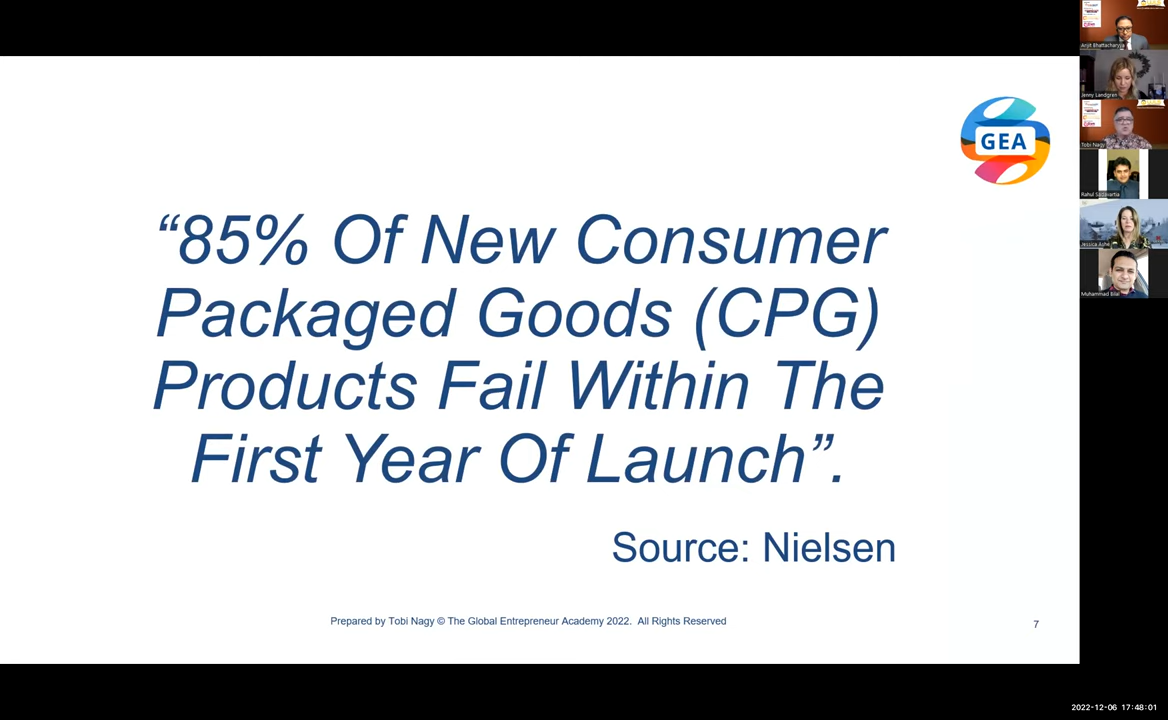 GEA
“85% Of New Consumer
Packaged Goods (CPG)
Products Fail Within The
First Year Of Launch”.
Source: Nielsen
Prepared by Tobi Nagy © The Global Entrepreneur Academy 2022.  All Rights Reserved
7
Arijit Bhattacharyya
Jenny Landgren
Tobi Nagy
Rahul Sadavartia
Jessica Ashe
Muhammad Bilal
2022-12-06 17:48:01